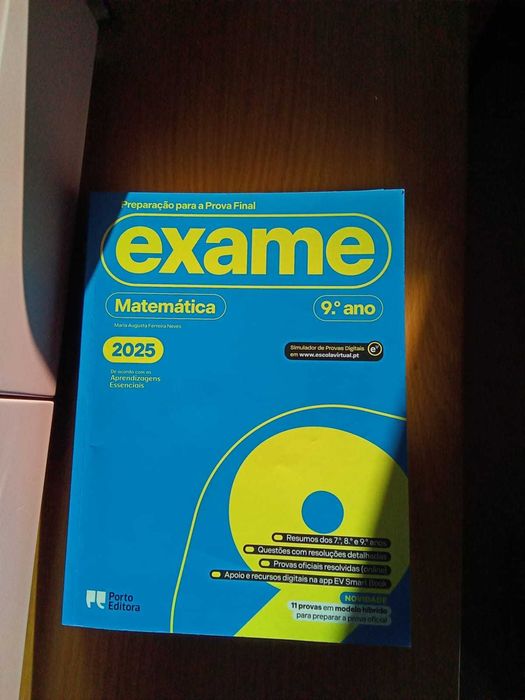 Preparação para a Prova Final
exame
Matemática
9.º ano
Maria Augusta Ferreira Neves
2025
Simulador de Provas Digitais
em www.escolavirtual.pt
ev
De acordo com as
Aprendizagens
Essenciais
9
Resumos dos 7.º, 8.º e 9.º anos
Questões com resoluções detalhadas
Provas oficiais resolvidas (online)
Apoio e recursos digitais na app EV Smart Book
NOVIDADE
11 provas em modelo híbrido
para preparar a prova oficial
Porto
Editora